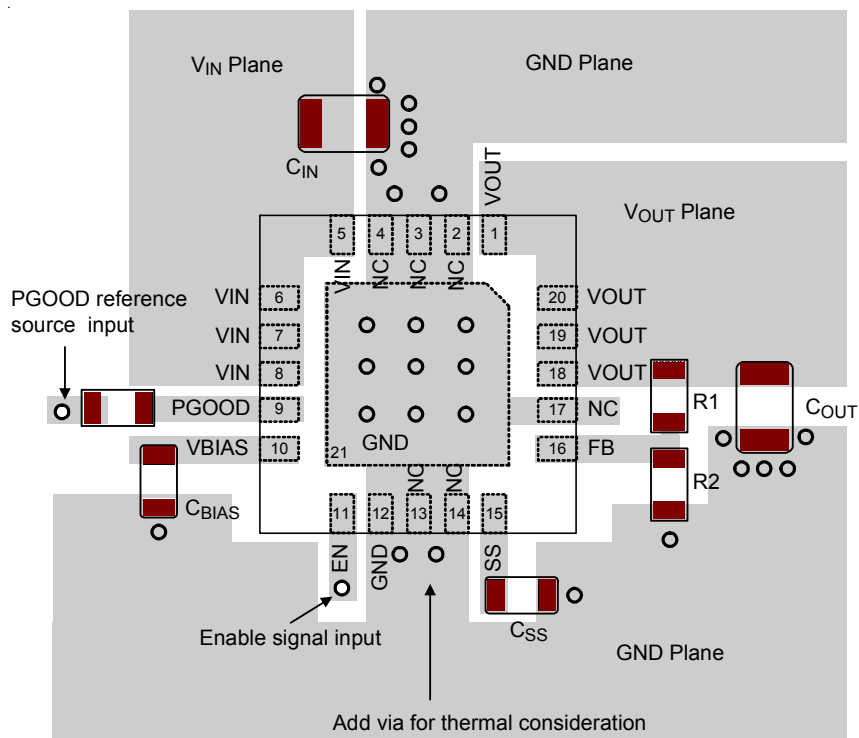 VIN Plane
GND Plane
CIN
VOUT
VOUT Plane
5
4
3
2
1
VIN
NC
NC
NC
PGOOD reference
source input
VIN
6
20
VOUT
VIN
7
19
VOUT
VIN
8
18
VOUT
PGOOD
9
17
NC
R1
COUT
VBIAS
10
21
GND
16
FB
R2
CBIAS
NC
NC
11
12
13
14
15
EN
GND
SS
Enable signal input
CSS
GND Plane
Add via for thermal consideration